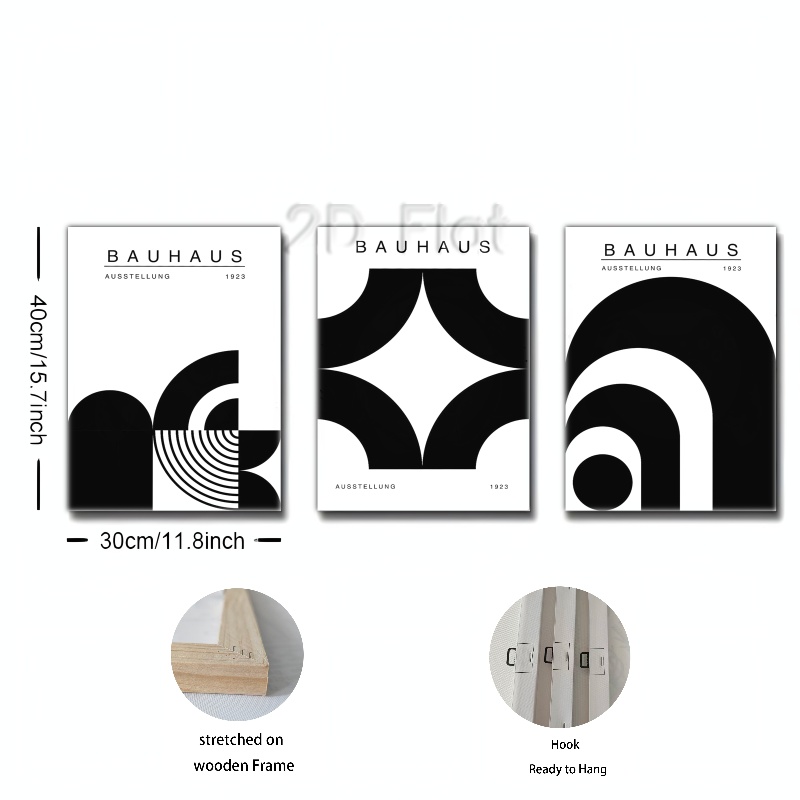 2D Flat
BAUHAUS
AUSSTELLUNG 1923
BAUHAUS
AUSSTELLUNG 1923
BAUHAUS
AUSSTELLUNG 1923
40cm/15.7inch
30cm/11.8inch
stretched on
wooden Frame
Hook
Ready to Hang